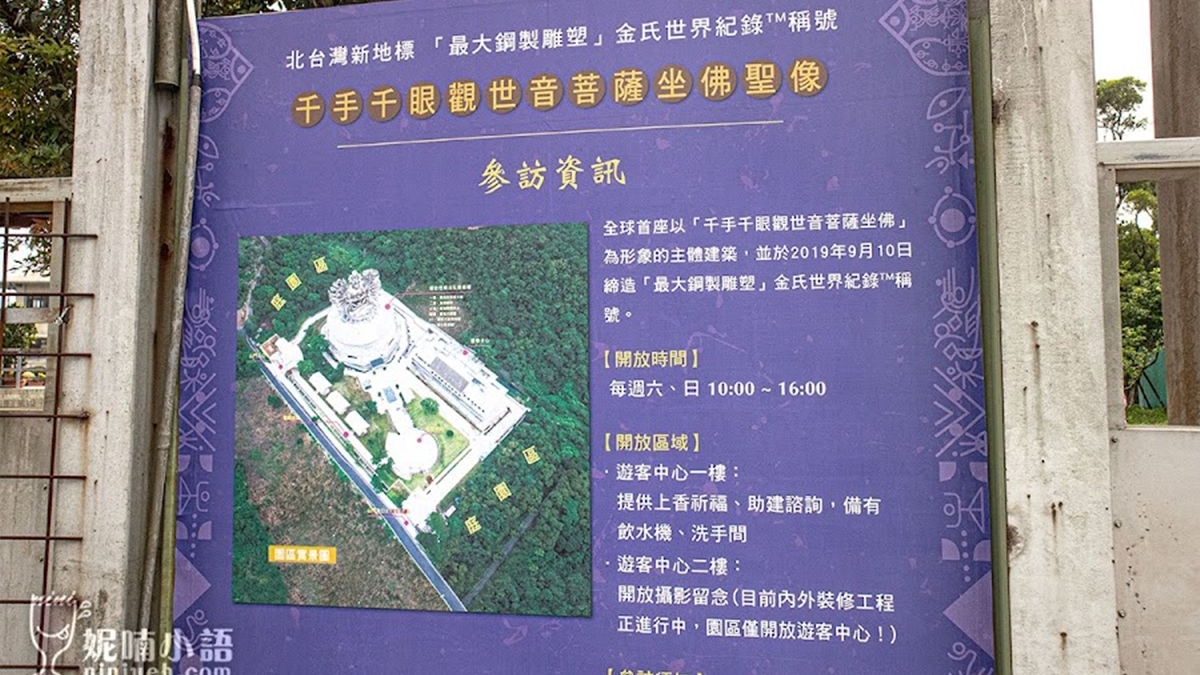 北台灣新地標 「最大鋼製雕塑」金氏世界紀錄™稱號
千手千眼觀世音菩薩坐佛聖像
參訪資訊
全球首座以「千手千眼觀世音菩薩坐佛」
為形象的主體建築，並於2019年9月10日
締造「最大鋼製雕塑」金氏世界紀錄™稱
號。
【開放時間】
每週六、日 10:00 ~ 16:00
【開放區域】
· 遊客中心一樓：
提供上香祈福、助建諮詢，備有
飲水機、洗手間
· 遊客中心二樓：
開放攝影留念(目前內外裝修工程
正進行中，園區僅開放遊客中心！)
庭園區
庭園區
園區實景圖
nini
妮喃小語